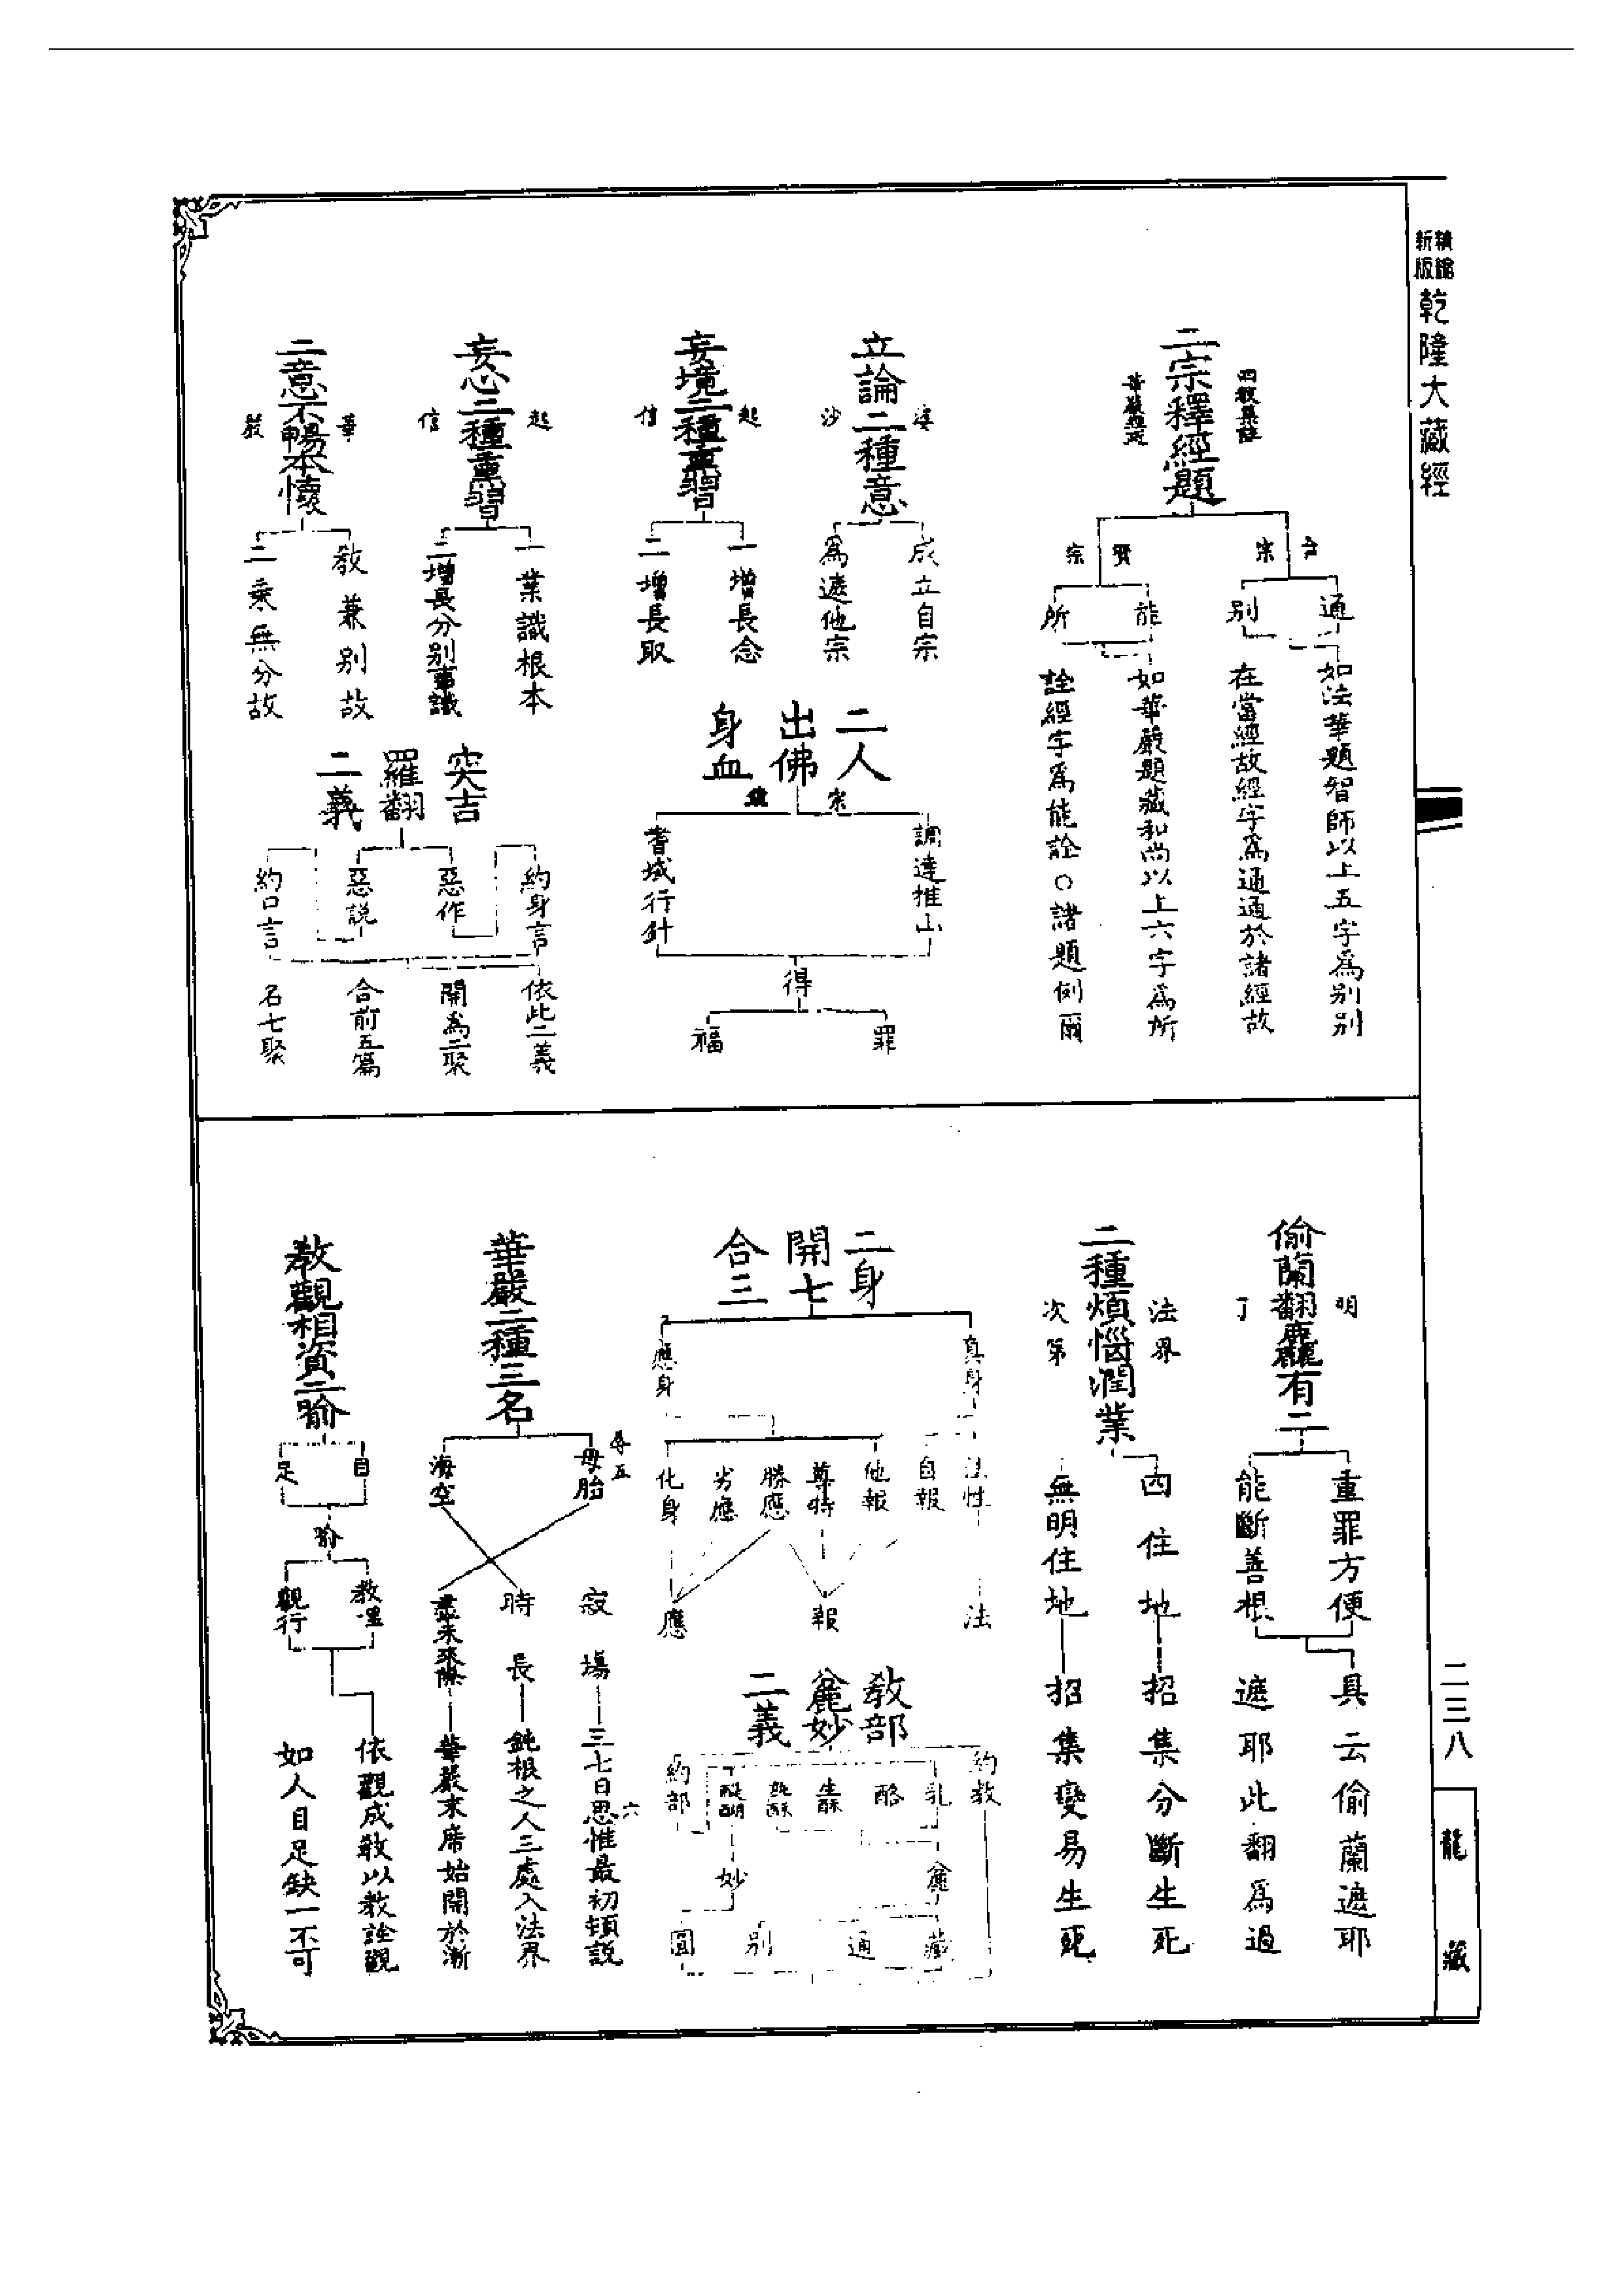 新版
乾隆大藏經
二宗釋經題
四教集註
台宗
通
別
賢宗
能
所
如法華題智師以上五字為別別
在當經故經字為通通於諸經故
如華嚴題藏和尚以上六字為所
詮經字為能詮○諸題例爾
立論二種意
婆沙
成立自宗
為遮他宗
妄境二種熏習
起信
一增長念
二增長取
二人出佛身血
調達推山
耆域行針
得
罪
福
妄心二種熏習
起信
一業識根本
二增長分別事識
二意不暢本懷
華嚴
教兼別故
二乘無分故
突吉羅翻二義
約身言
惡作
惡說
約口言
依此二義
開為二聚
合前五篇
名七聚
偷蘭翻麤有二
明了
重罪方便
能斷善根
具云偷蘭遮耶
遮耶此翻為過
二種煩惱潤業
法界次第
四住地
招集分斷生死
無明住地
招集變易生死
二身開七合三
真身
應身
法性
自報
他報
尊特
勝應
劣應
化身
法
報
應
教部麄妙二義
約教
乳
酪
生酥
熟酥
醍醐
約部
麄
妙
藏
通
別
圓
華嚴二種三名
母胎
海空
寂場
三七日思惟最初頓說
六
時長
鈍根之人三處入法界
盡未來際
華嚴末席始開於漸
教觀相資二喻
目
足
喻
教理
觀行
依觀成教以教詮觀
如人目足缺一不可
二三八
龍藏